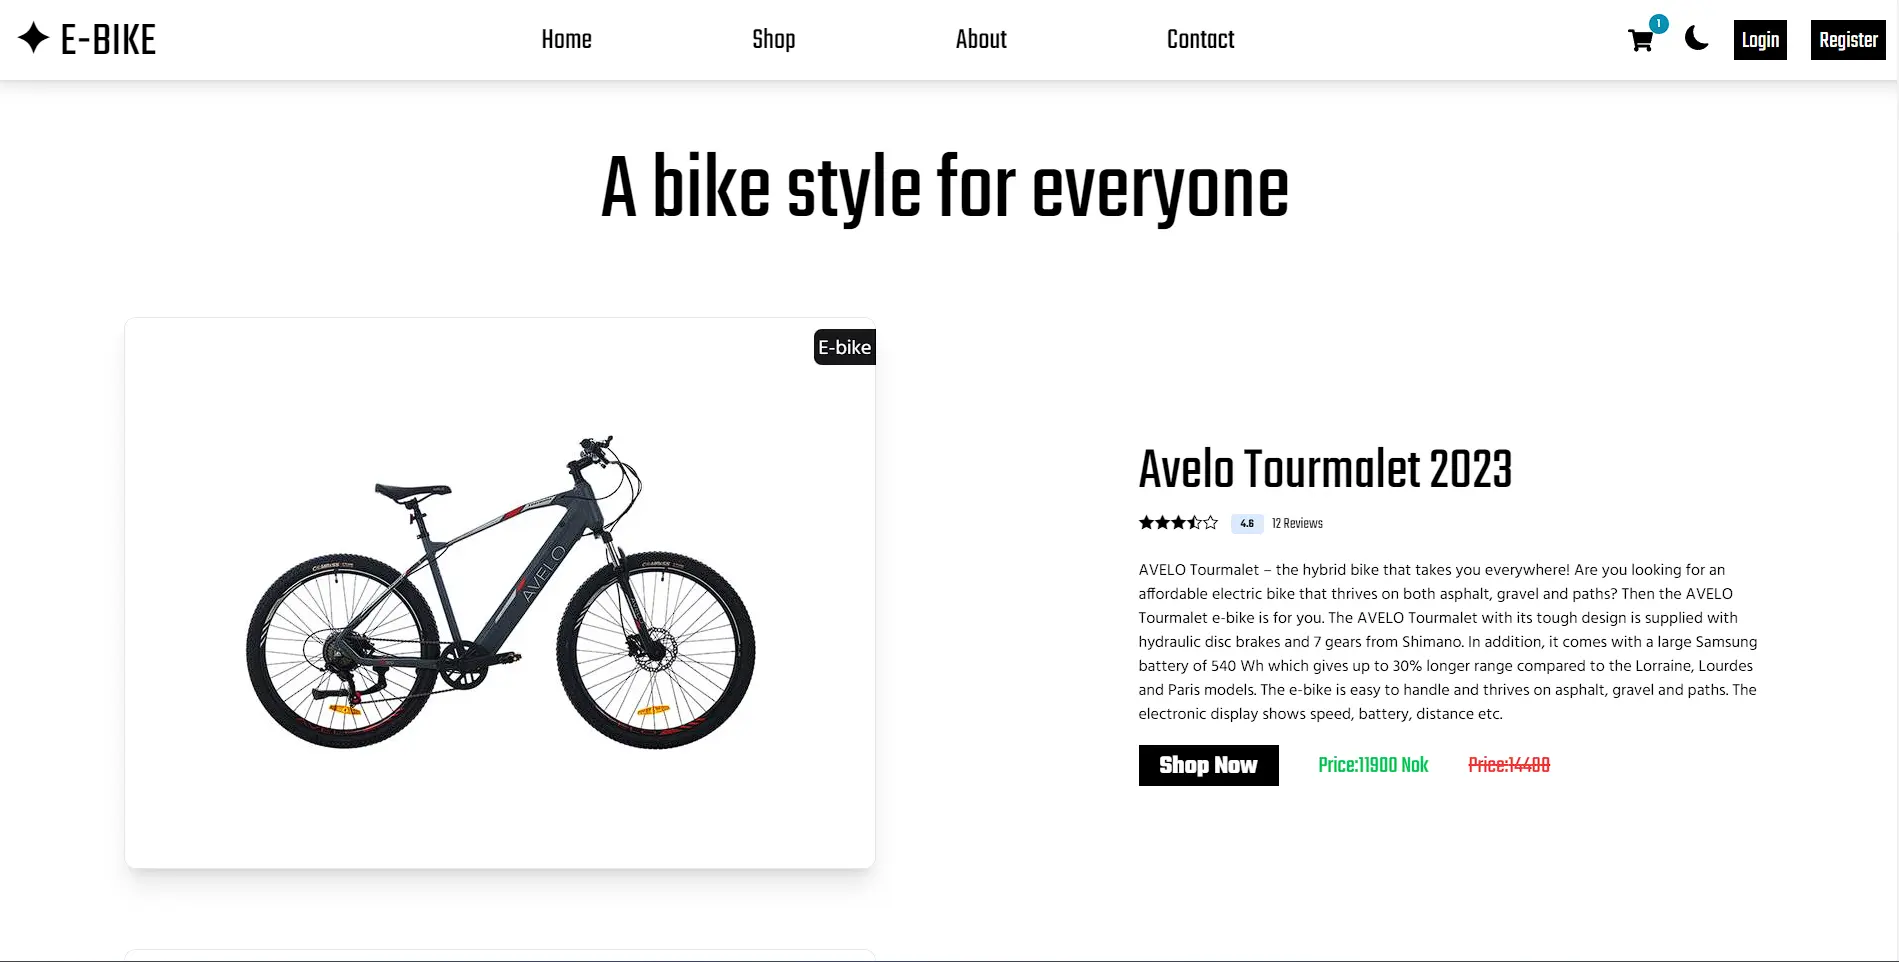 E-BIKE
Home
Shop
About
Contact
1
Login
Register
A bike style for everyone
E-bike
AVELO
Avelo Tourmalet 2023
4.6
12 Reviews
AVELO Tourmalet – the hybrid bike that takes you everywhere! Are you looking for an
affordable electric bike that thrives on both asphalt, gravel and paths? Then the AVELO
Tourmalet e-bike is for you. The AVELO Tourmalet with its tough design is supplied with
hydraulic disc brakes and 7 gears from Shimano. In addition, it comes with a large Samsung
battery of 540 Wh which gives up to 30% longer range compared to the Lorraine, Lourdes
and Paris models. The e-bike is easy to handle and thrives on asphalt, gravel and paths. The
electronic display shows speed, battery, distance etc.
Shop Now
Price:11900 Nok